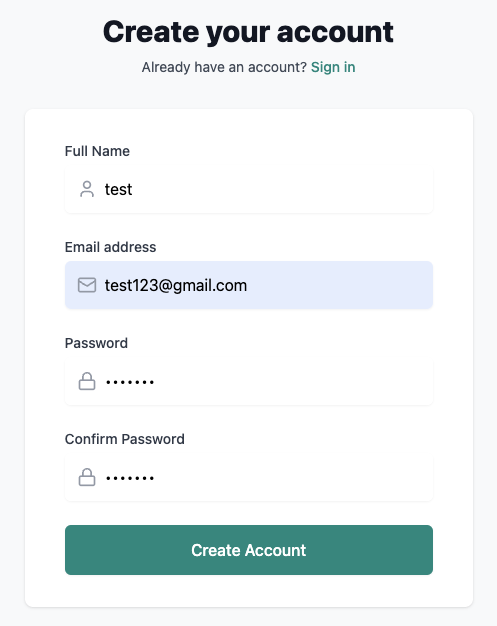 Create your account
Already have an account? Sign in
Full Name
test
Email address
test123@gmail.com
Password
•••••••
Confirm Password
•••••••
Create Account